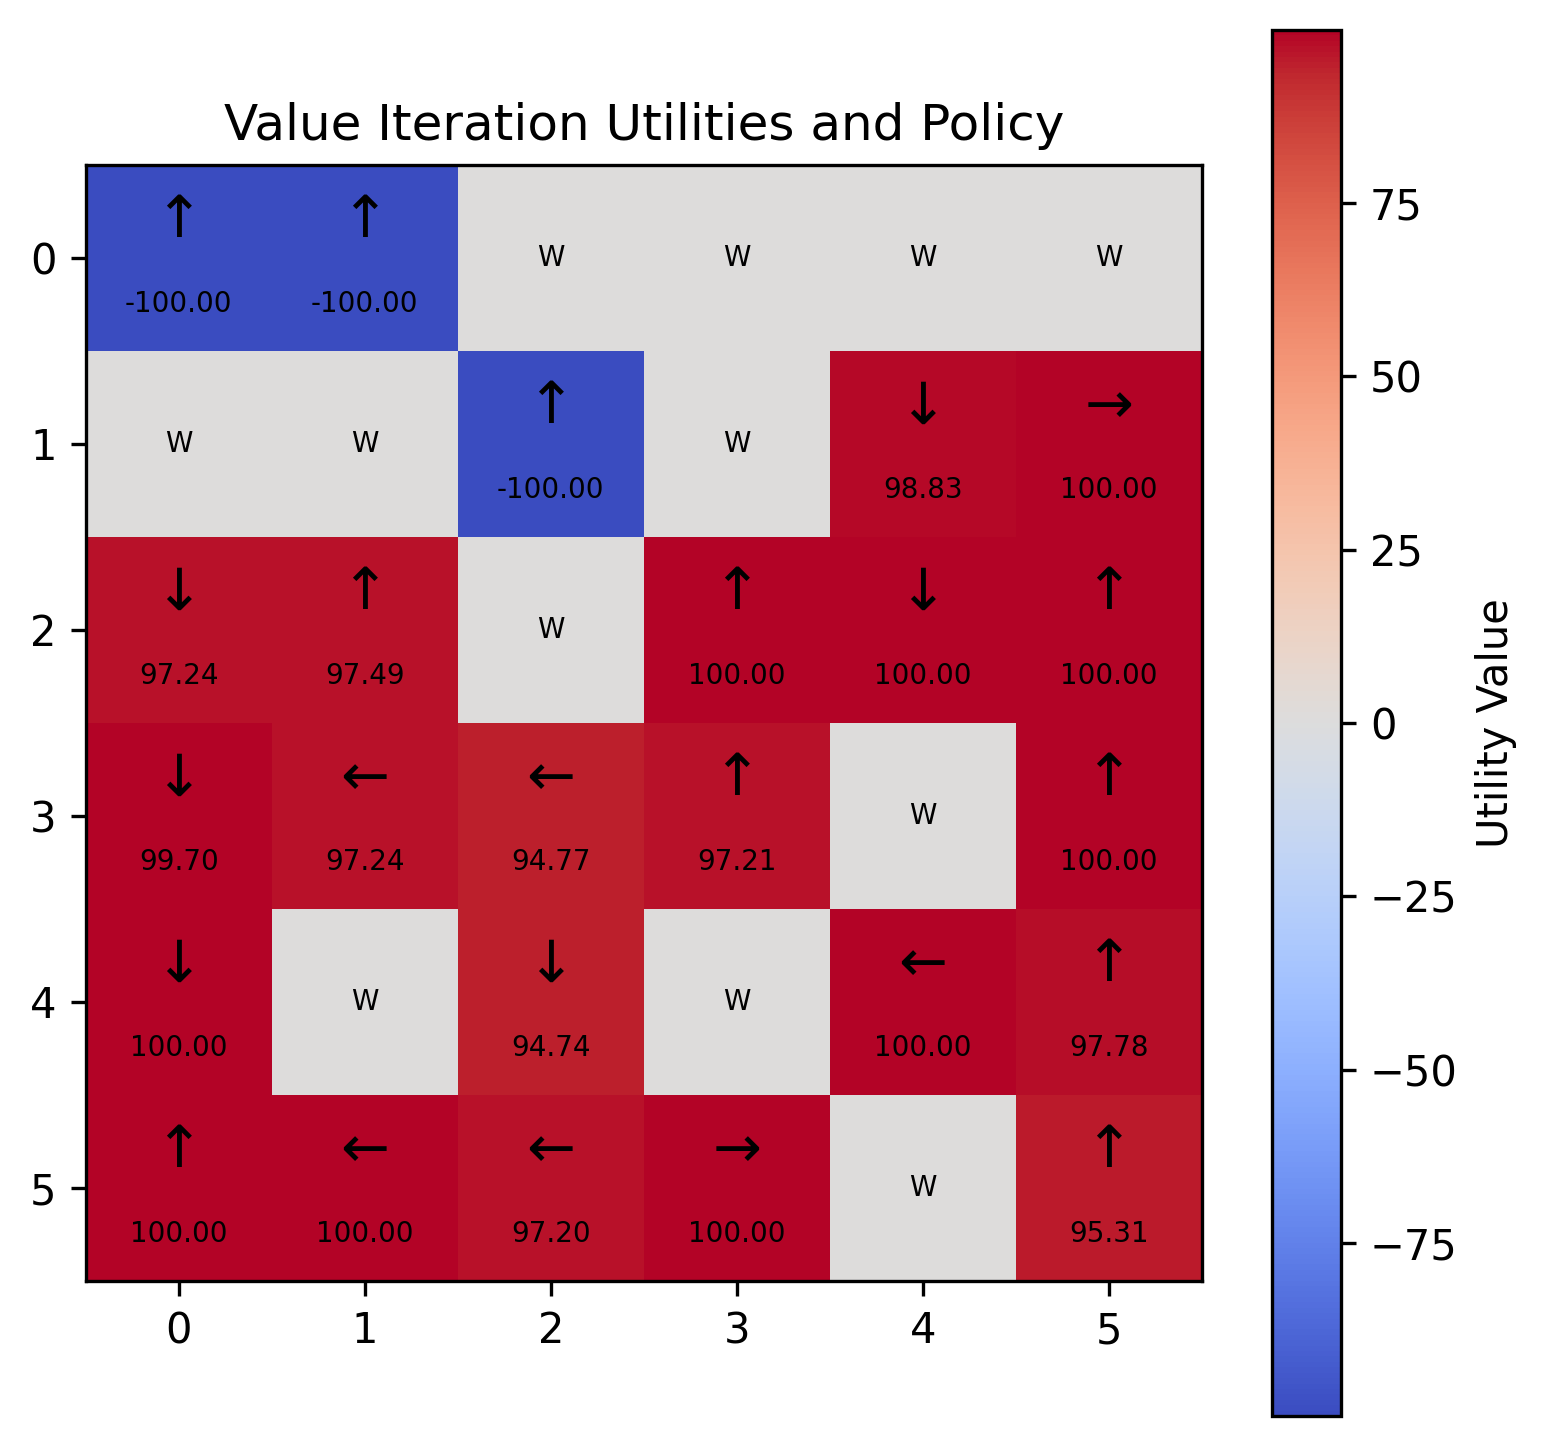 Value Iteration Utilities and Policy
0 ↑ ↑ W W W W
-100.00 -100.00
1 W W ↑ W ↓ →
-100.00 98.83 100.00
2 ↓ ↑ W ↑ ↓ ↑
97.24 97.49 100.00 100.00 100.00
3 ↓ ← ← ↑ W ↑
99.70 97.24 94.77 97.21 100.00
4 ↓ W ↓ W ← ↑
100.00 94.74 100.00 97.78
5 ↑ ← ← → W ↑
100.00 100.00 97.20 100.00 95.31
0 1 2 3 4 5
75
50
25
0
−25
−50
−75
Utility Value